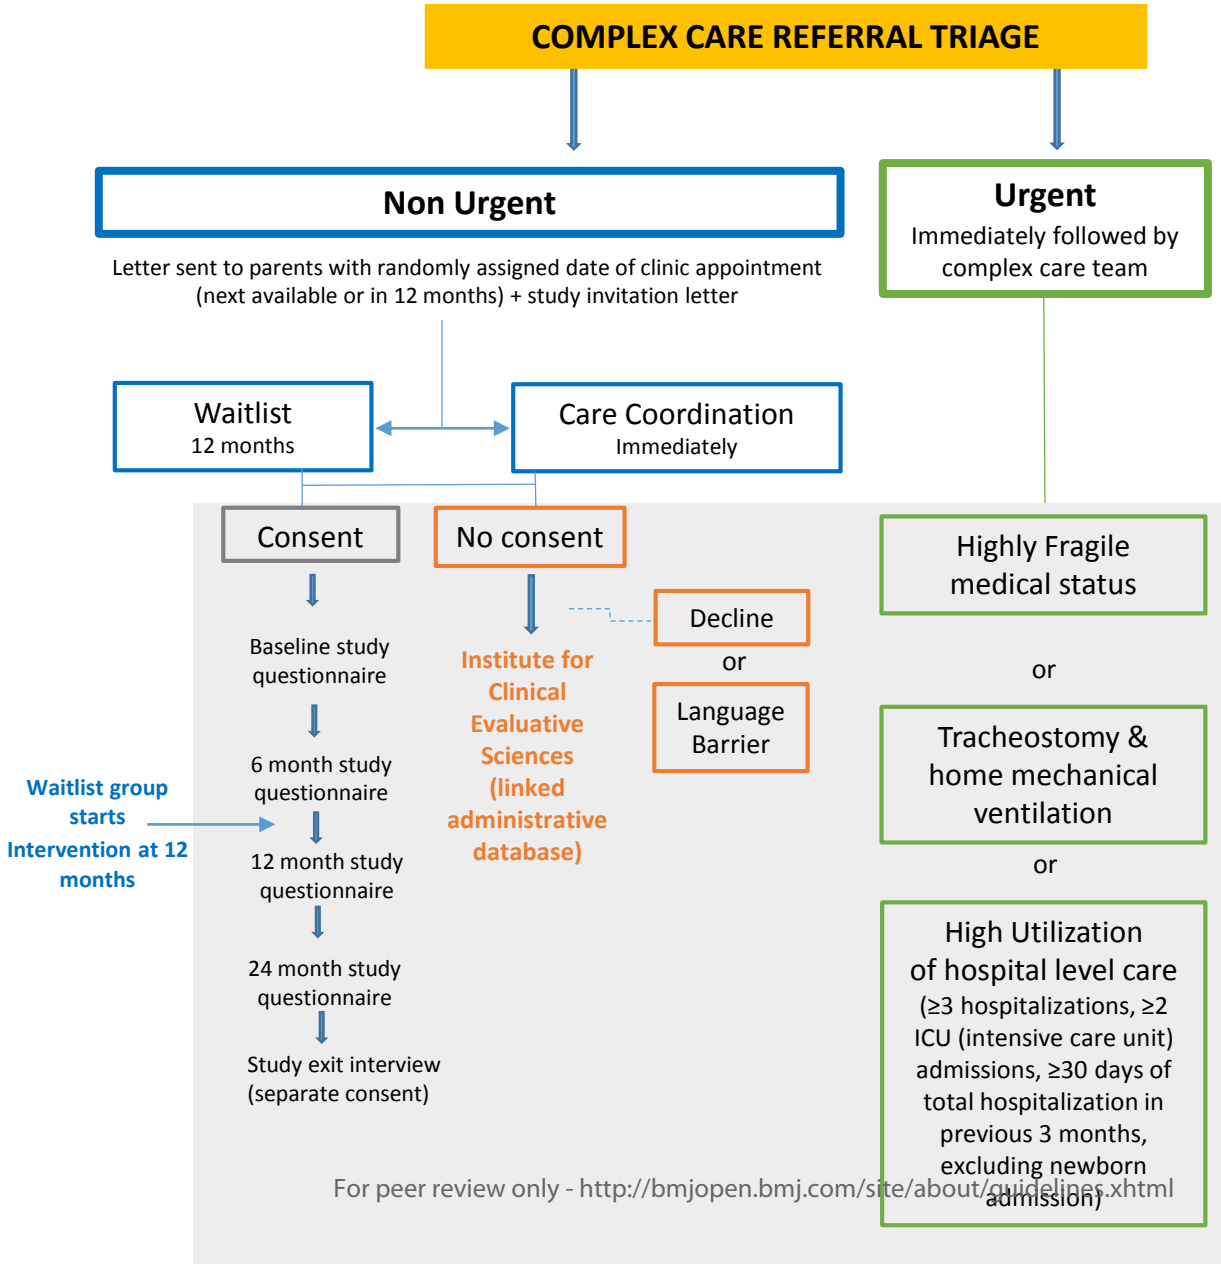 COMPLEX CARE REFERRAL TRIAGE
Non Urgent
Letter sent to parents with randomly assigned date of clinic appointment
(next available or in 12 months) + study invitation letter
Urgent
Immediately followed by
complex care team
Waitlist
12 months
Care Coordination
Immediately
Consent
Baseline study
questionnaire
6 month study
questionnaire
Waitlist group
starts
Intervention at 12
months
12 month study
questionnaire
24 month study
questionnaire
Study exit interview
(separate consent)
No consent
Institute for
Clinical
Evaluative
Sciences
(linked
administrative
database)
Decline
or
Language
Barrier
Highly Fragile
medical status
or
Tracheostomy &
home mechanical
ventilation
or
High Utilization
of hospital level care
(≥3 hospitalizations, ≥2
ICU (intensive care unit)
admissions, ≥30 days of
total hospitalization in
previous 3 months,
excluding newborn
admission)
For peer review only - http://bmjopen.bmj.com/site/about/guidelines.xhtml